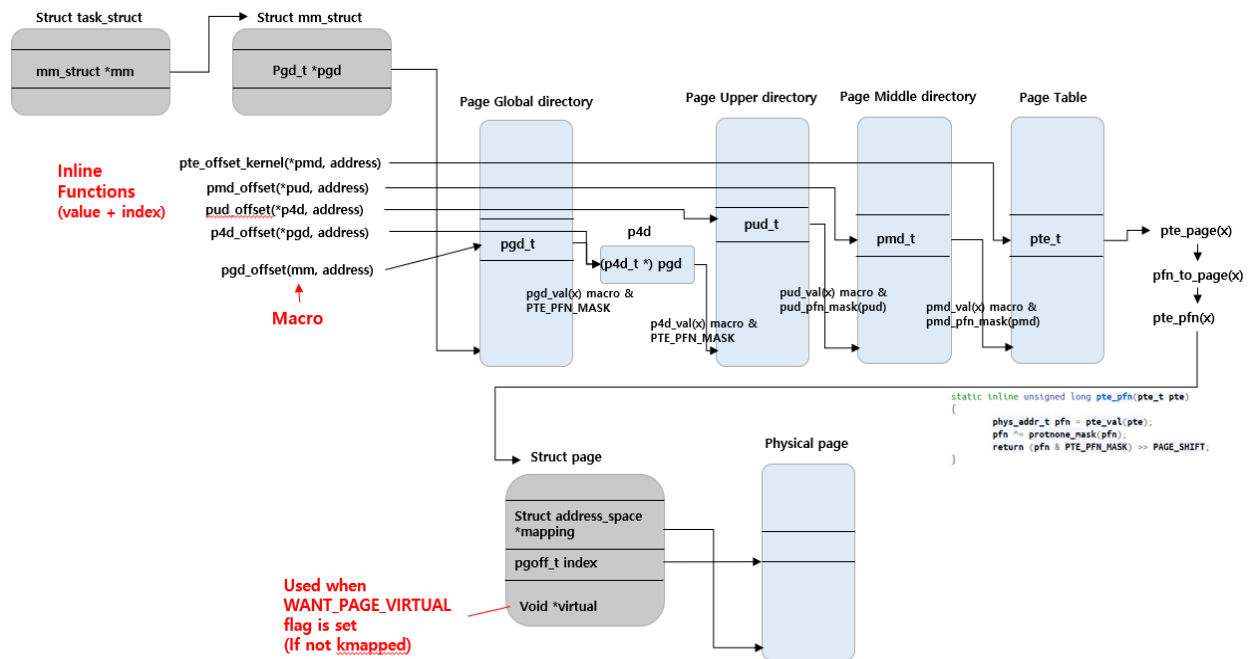 Struct task_struct
Struct mm_struct
mm_struct *mm
Pgd_t *pgd
Page Global directory
Page Upper directory
Page Middle directory
Page Table
Inline
Functions
(value + index)
pte_offset_kernel(*pmd, address)
pmd_offset(*pud, address)
pud_offset(*p4d, address)
p4d_offset(*pgd, address)
pgd_offset(mm, address)
Macro
pgd_t
p4d
(p4d_t *) pgd
pud_t
pmd_t
pte_t
pte_page(x)
pfn_to_page(x)
pte_pfn(x)
pgd_val(x) macro &
PTE_PFN_MASK
p4d_val(x) macro &
PTE_PFN_MASK
pud_val(x) macro &
pud_pfn_mask(pud)
pmd_val(x) macro &
pmd_pfn_mask(pmd)
static inline unsigned long pte_pfn(pte_t pte)
{
phys_addr_t pfn = pte_val(pte);
pfn ^= protnone_mask(pfn);
return (pfn & PTE_PFN_MASK) >> PAGE_SHIFT;
}
Struct page
Physical page
Struct address_space
*mapping
pgoff_t index
Void *virtual
Used when
WANT_PAGE_VIRTUAL
flag is set
(If not kmapped)